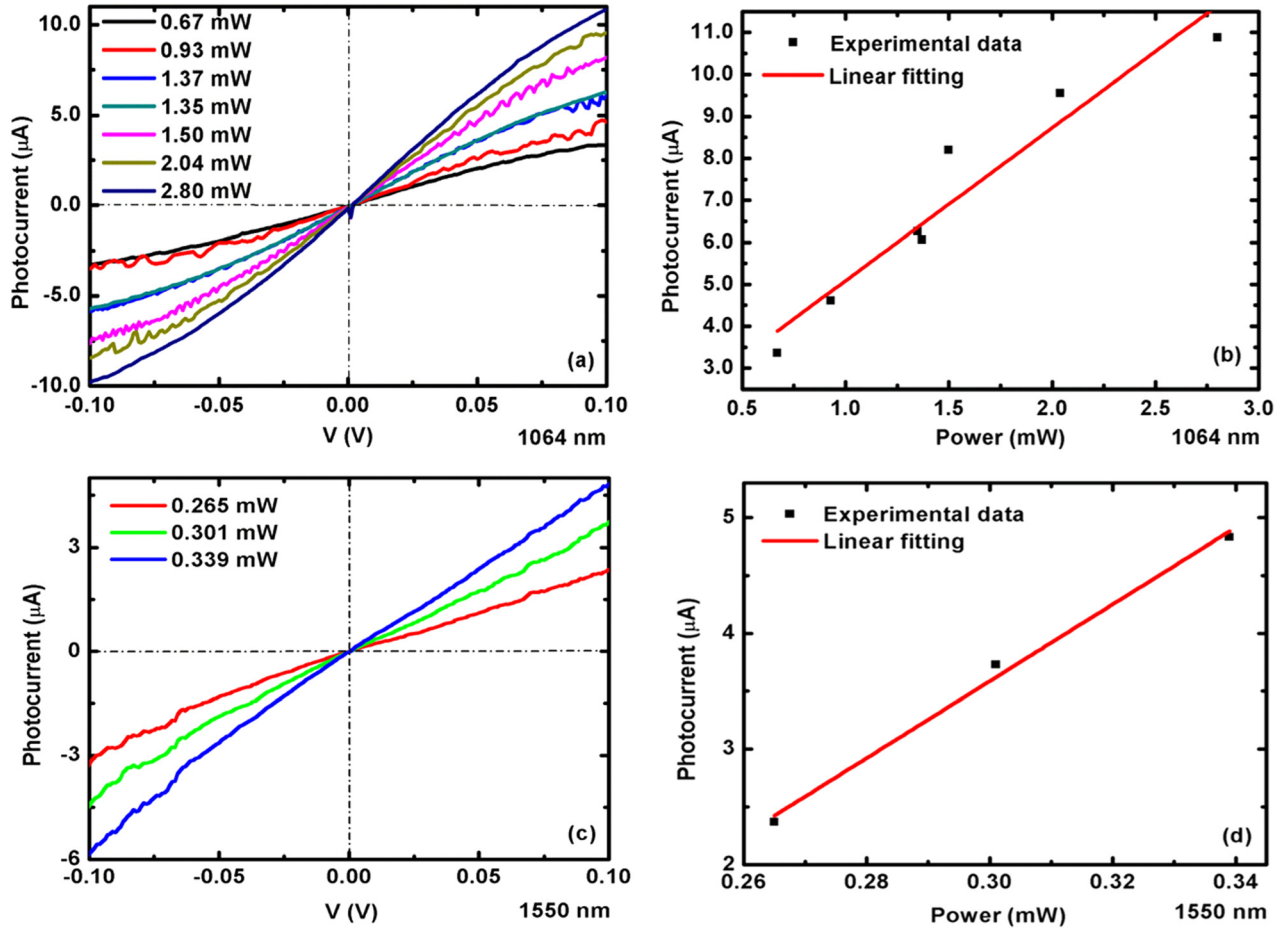 10.0
5.0
0.0
-5.0
-10.0
Photocurrent (μA)
0.67 mW
0.93 mW
1.37 mW
1.35 mW
1.50 mW
2.04 mW
2.80 mW
(a)
-0.10
-0.05
0.00
0.05
0.10
V (V)
1064 nm
11.0
10.0
9.0
8.0
7.0
6.0
5.0
4.0
3.0
Photocurrent (μA)
Experimental data
Linear fitting
(b)
0.5
1.0
1.5
2.0
2.5
3.0
Power (mW)
1064 nm
3
0
-3
-6
Photocurrent (μA)
0.265 mW
0.301 mW
0.339 mW
(c)
-0.10
-0.05
0.00
0.05
0.10
V (V)
1550 nm
5
4
3
2
Photocurrent (μA)
Experimental data
Linear fitting
(d)
0.26
0.28
0.30
0.32
0.34
Power (mW)
1550 nm